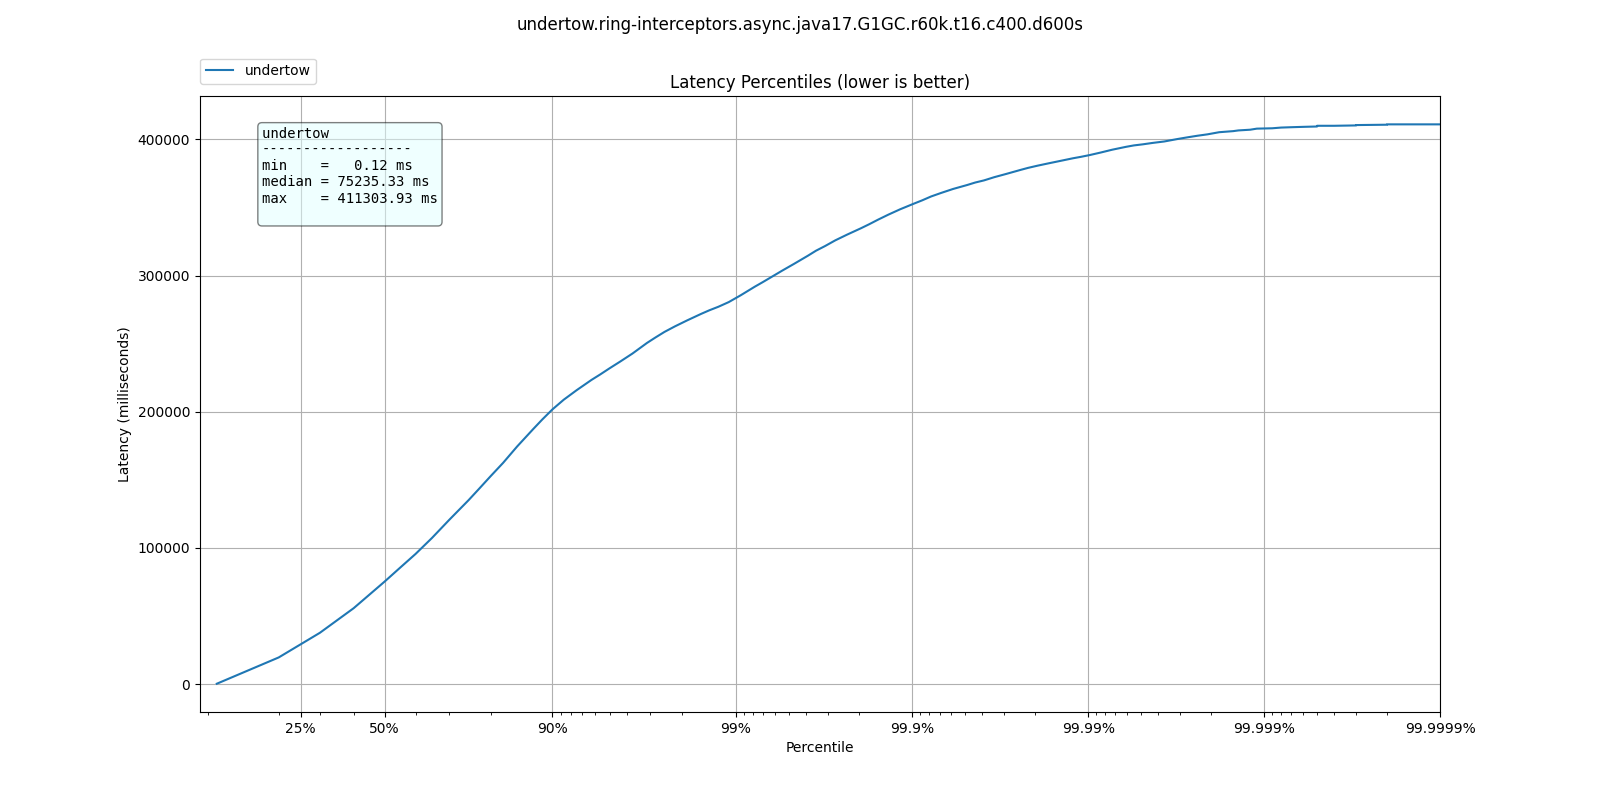 undertow.ring-interceptors.async.java17.G1GC.r60k.t16.c400.d600s
undertow
Latency Percentiles (lower is better)
undertow
------------------
min    =   0.12 ms
median = 75235.33 ms
max    = 411303.93 ms
400000
300000
200000
100000
0
Latency (milliseconds)
25% 50% 90% 99% 99.9% 99.99% 99.999% 99.9999%
Percentile